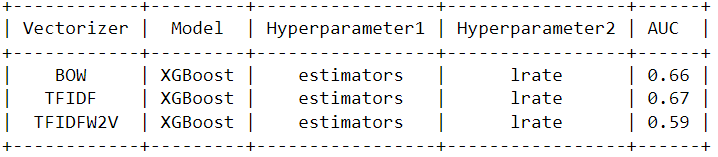 +------------+---------+-----------------+-----------------+------+
| Vectorizer | Model | Hyperparameter1 | Hyperparameter2 | AUC |
+------------+---------+-----------------+-----------------+------+
| BOW | XGBoost | estimators | lrate | 0.66 |
| TFIDF | XGBoost | estimators | lrate | 0.67 |
| TFIDFW2V | XGBoost | estimators | lrate | 0.59 |
+------------+---------+-----------------+-----------------+------+